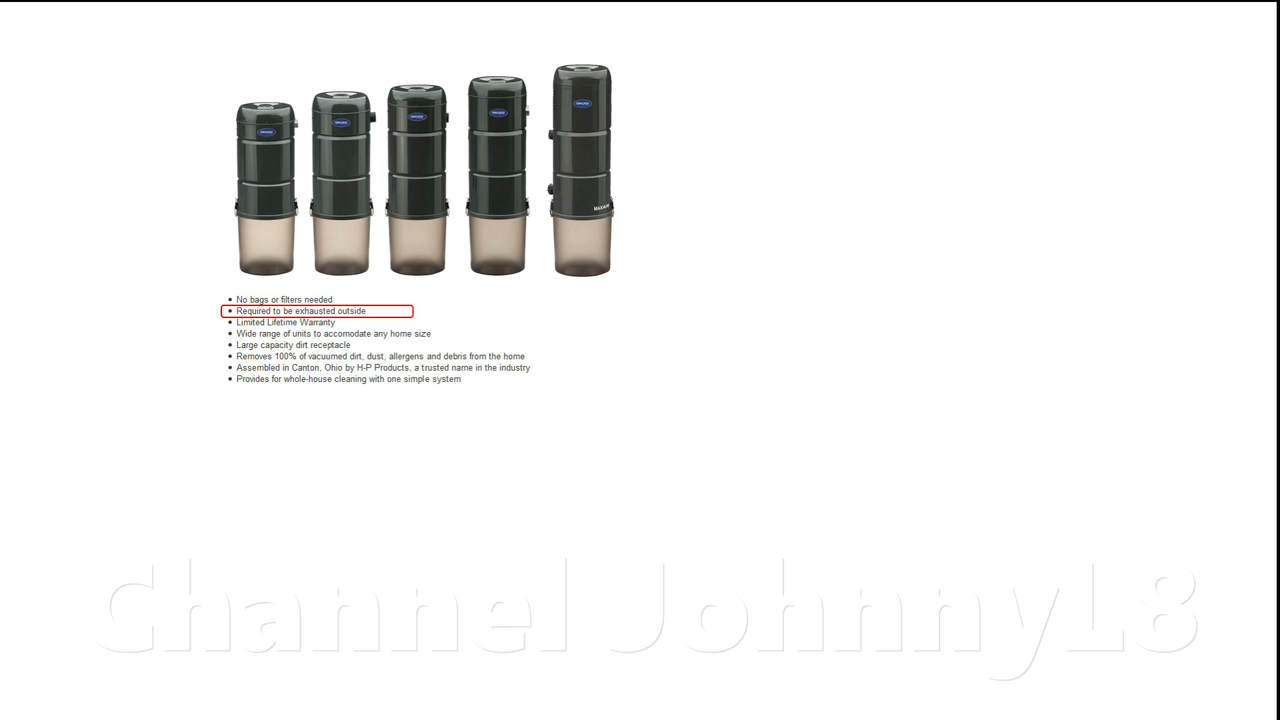 MAXAIR
No bags or filters needed
Required to be exhausted outside
Limited Lifetime Warranty
Wide range of units to accomodate any home size
Large capacity dirt receptacle
Removes 100% of vacuumed dirt, dust, allergens and debris from the home
Assembled in Canton, Ohio by H-P Products, a trusted name in the industry
Provides for whole-house cleaning with one simple system
Channel Johnny18